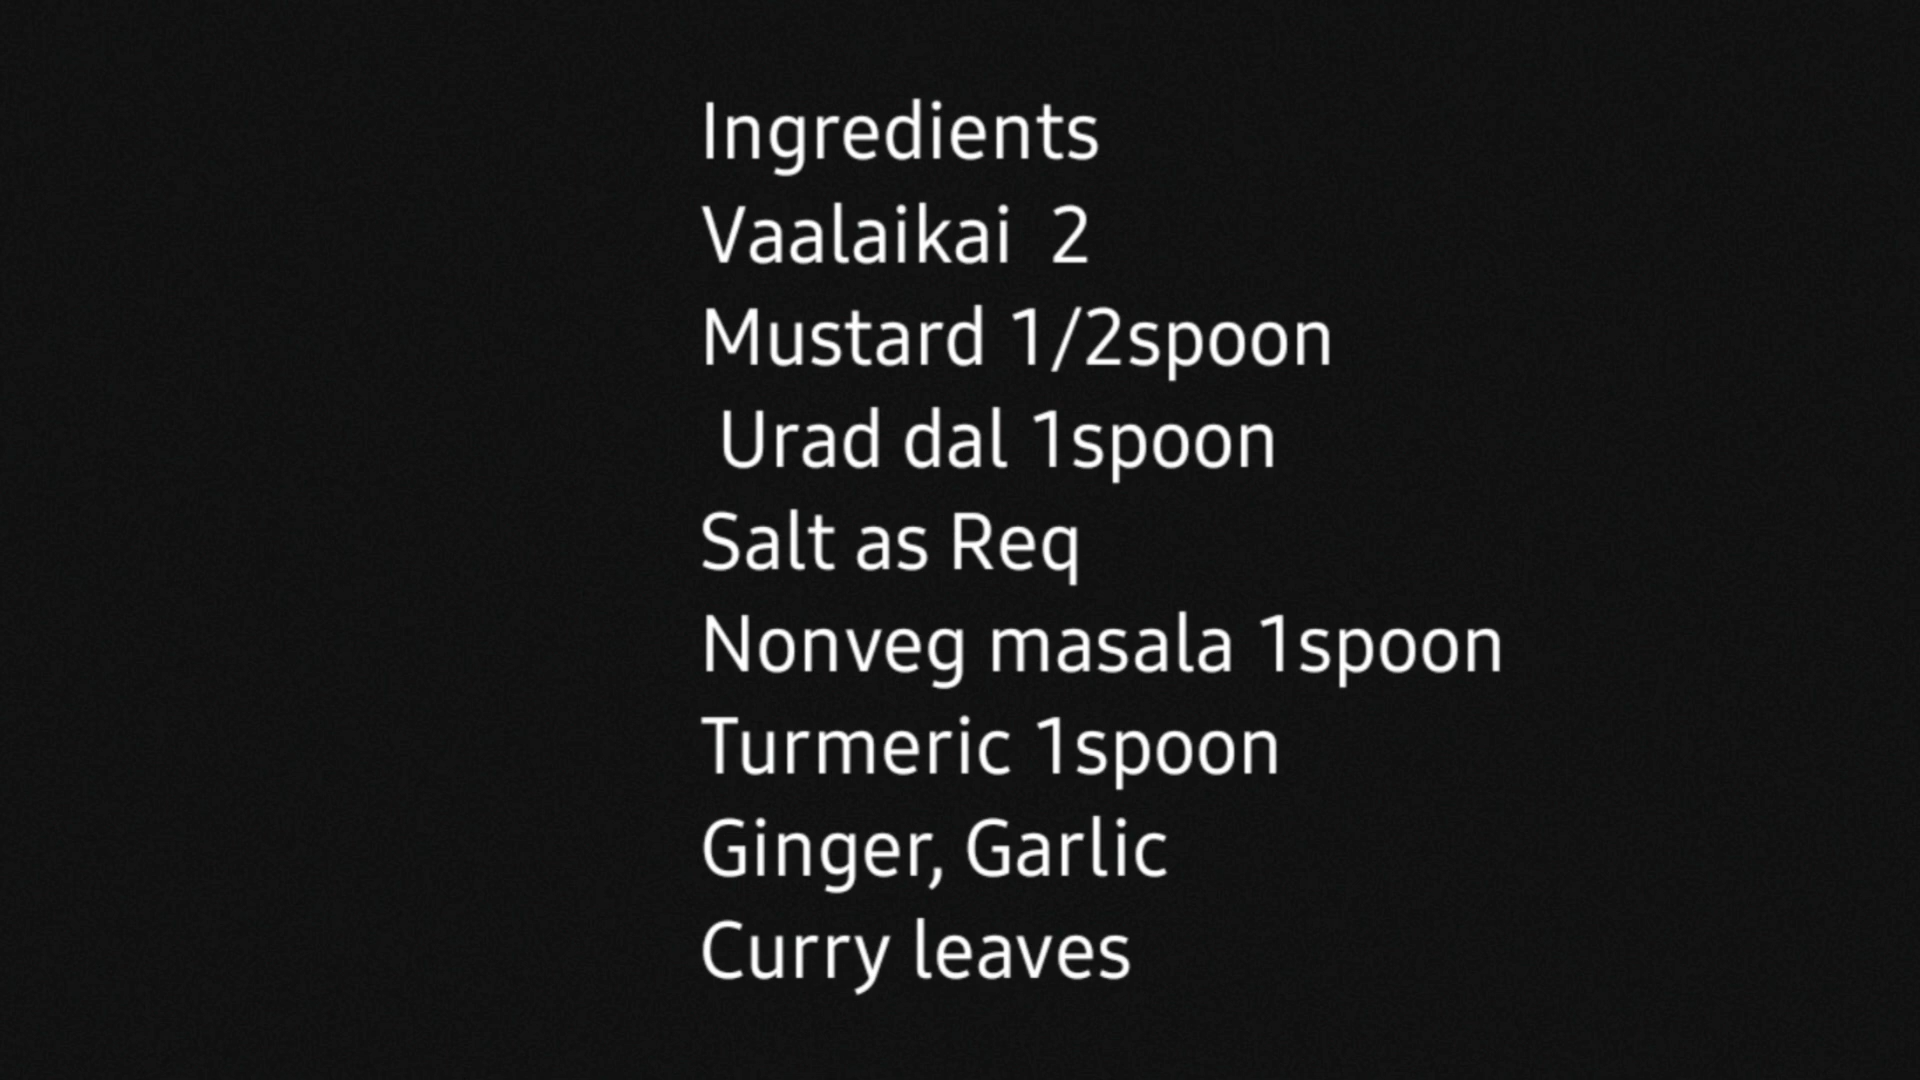 Ingredients
Vaalaikai 2
Mustard 1/2spoon
Urad dal 1spoon
Salt as Req
Nonveg masala 1spoon
Turmeric 1spoon
Ginger, Garlic
Curry leaves